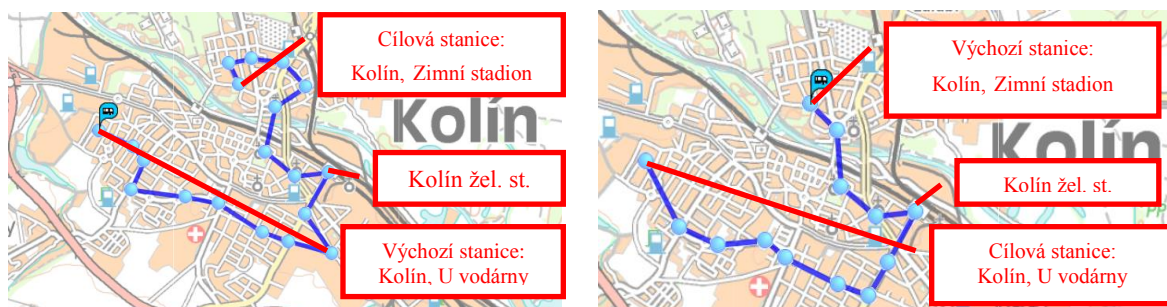 Cílová stanice:
Kolín, Zimní stadion
Kolín
Kolín žel. st.
Výchozí stanice:
Kolín, U vodárny
Výchozí stanice:
Kolín, Zimní stadion
Kolín
Kolín žel. st.
Cílová stanice:
Kolín, U vodárny